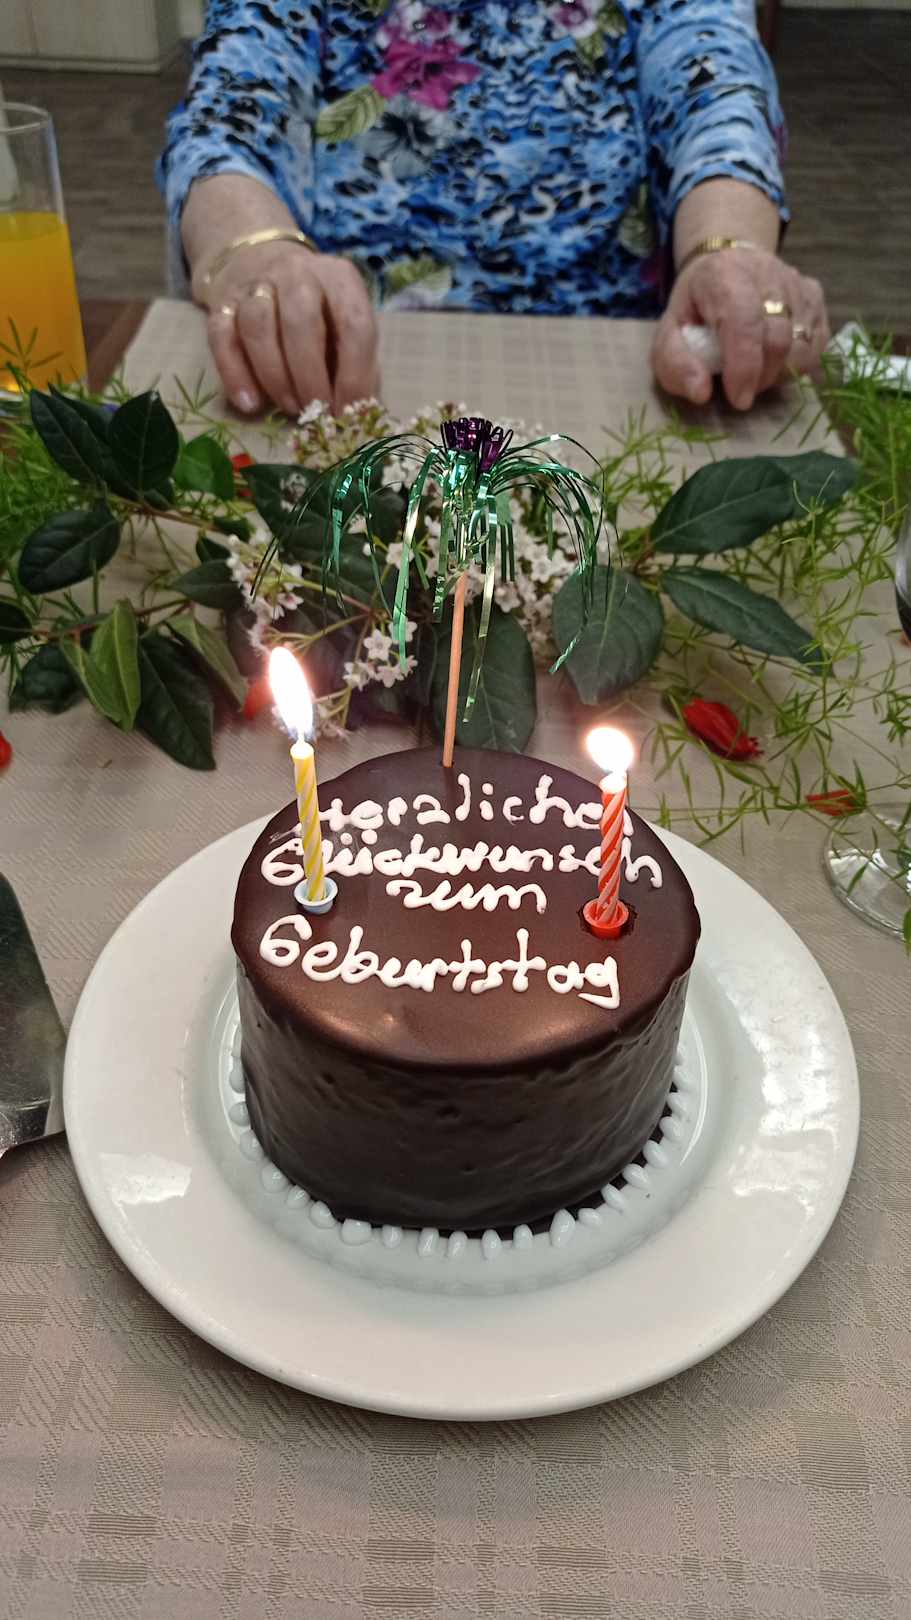 Herzlichen
Glückwunsch
zum
Geburtstag